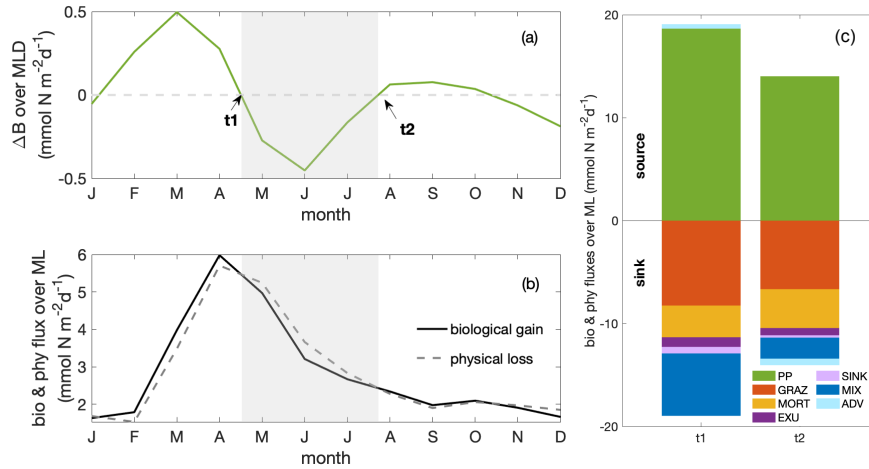 (a)
ΔB over MLD
(mmol N m⁻²d⁻¹)
0.5
0
-0.5
t1
t2
J F M A M J J A S O N D
month
(b)
bio & phy flux over ML
(mmol N m⁻²d⁻¹)
6
5
4
3
2
biological gain
physical loss
J F M A M J J A S O N D
month
(c)
bio & phy fluxes over ML (mmol N m⁻²d⁻¹)
20
10
0
-10
-20
source
sink
PP
GRAZ
MORT
EXU
SINK
MIX
ADV
t1
t2